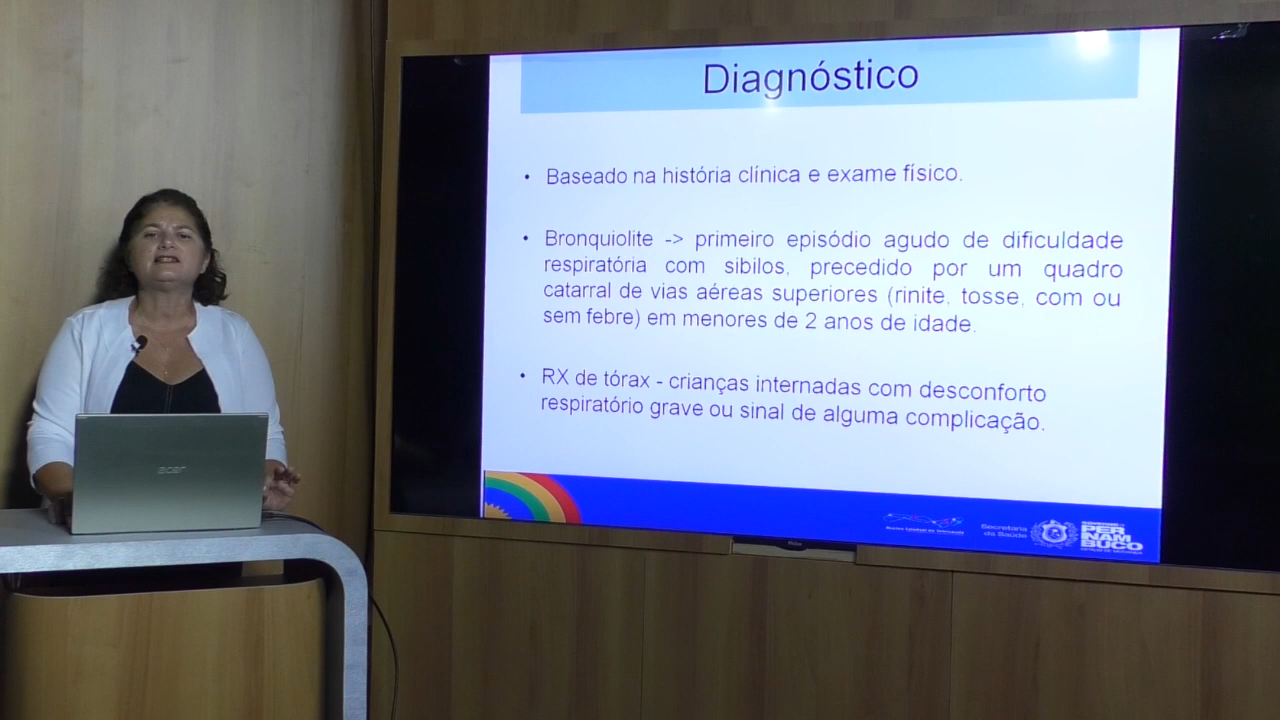 Diagnóstico
• Baseado na história clínica e exame físico.
• Bronquiolite -> primeiro episódio agudo de dificuldade
respiratória com sibilos, precedido por um quadro
catarral de vias aéreas superiores (rinite, tosse, com ou
sem febre) em menores de 2 anos de idade.
• RX de tórax - crianças internadas com desconforto
respiratório grave ou sinal de alguma complicação.
acer
Secretaria
da Saúde
PER
NAM
BUCO